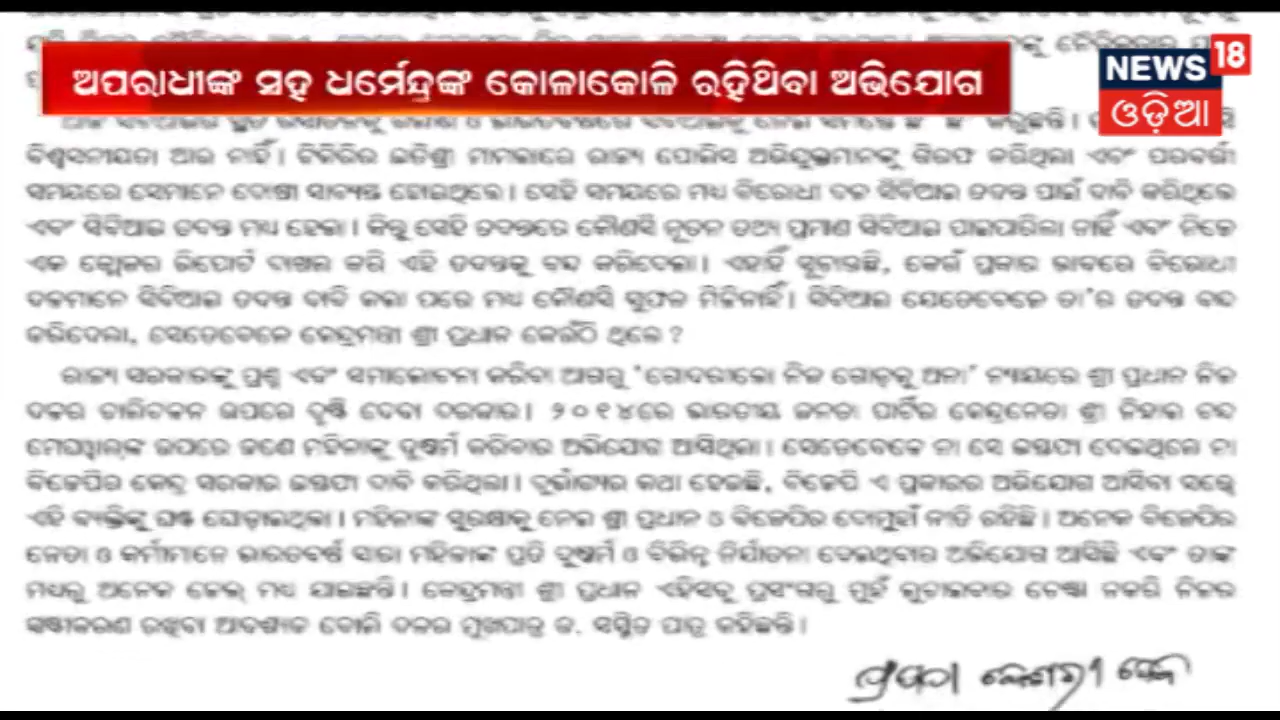 ଅପରାଧୀଙ୍କ ସହ ଧର୍ମେନ୍ଦ୍ରଙ୍କ କୋଳାକୋଳି ରହିଥିବା ଅଭିଯୋଗ
NEWS 18
ଓଡ଼ିଆ
ବିଶ୍ୱସନୀୟତା ଆଉ ନାହିଁ। ଚିକିରିର ଇତିଶ୍ରୀ ମାମଲାରେ ରାଜ୍ୟ ପୋଲିସ ଅଭିଯୁକ୍ତମାନଙ୍କୁ ଗିରଫ କରିଥିଲା ଏବଂ ପରବର୍ତ୍ତୀ
ସମୟରେ ସେମାନେ ଦୋଷୀ ସାବ୍ୟସ୍ତ ହୋଇଥିଲେ। ସେହି ସମୟରେ ମଧ୍ୟ ବିରୋଧୀ ଦଳ ସିବିଆଇ ତଦନ୍ତ ପାଇଁ ଦାବି କରିଥିଲେ
ଏବଂ ସିବିଆଇ ତଦନ୍ତ ମଧ୍ୟ ହେଲା। କିନ୍ତୁ ସେହି ତଦନ୍ତରେ କୌଣସି ନୂତନ ତଥ୍ୟ ପ୍ରମାଣ ସିବିଆଇ ପାଇପାରିଲା ନାହିଁ ଏବଂ ନିଜେ
ଏକ କ୍ଲୋଜର ରିପୋର୍ଟ ଦାଖଲ କରି ଏହି ତଦନ୍ତକୁ ବନ୍ଦ କରିଦେଲା। ଏହାହିଁ ସୂଚାଉଛି, କେଉଁ ପ୍ରକାର ଭାବରେ ବିରୋଧୀ
ଦଳମାନେ ସିବିଆଇ ତଦନ୍ତ ଦାବି କଲା ପରେ ମଧ୍ୟ କୌଣସି ସୁଫଳ ମିଳିନାହିଁ। ସିବିଆଇ ଯେତେବେଳେ ତା'ର ତଦନ୍ତ ବନ୍ଦ
କରିଦେଲା, ସେତେବେଳେ କେନ୍ଦ୍ରମନ୍ତ୍ରୀ ଶ୍ରୀ ପ୍ରଧାନ କେଉଁଠି ଥିଲେ ?
ରାଜ୍ୟ ସରକାରଙ୍କୁ ପ୍ରଶ୍ନ ଏବଂ ସମାଲୋଚନା କରିବା ଆଗରୁ 'ଗୋଦରାଲୋ ନିଜ ଗୋଡ଼କୁ ଅନା' ନ୍ୟାୟରେ ଶ୍ରୀ ପ୍ରଧାନ ନିଜ
ଦଳର ଚାଲିଚଳନ ଉପରେ ଦୃଷ୍ଟି ଦେବା ଦରକାର। ୨୦୧୪ରେ ଭାରତୀୟ ଜନତା ପାର୍ଟିର କେନ୍ଦ୍ରନେତା ଶ୍ରୀ ନିହାଲ ଚନ୍ଦ
ମେଘୱାଲଙ୍କ ଉପରେ ଜଣେ ମହିଳାଙ୍କୁ ଦୁଷ୍କର୍ମ କରିବାର ଅଭିଯୋଗ ଆସିଥିଲା। ସେତେବେଳେ ନା ସେ ଇସ୍ତଫା ଦେଇଥିଲେ ନା
ବିଜେପିର କେନ୍ଦ୍ର ସରକାର ଇସ୍ତଫା ଦାବି କରିଥିଲା। ଦୁର୍ଭାଗ୍ୟର କଥା ହେଉଛି, ବିଜେପି ଏ ପ୍ରକାରର ଅଭିଯୋଗ ଆସିବା ସତ୍ତ୍ୱେ
ଏହି ବ୍ୟକ୍ତିଙ୍କୁ ଘୋଡ଼ାଇଥିଲା। ମହିଳାଙ୍କ ସୁରକ୍ଷାକୁ ନେଇ ଶ୍ରୀ ପ୍ରଧାନ ଓ ବିଜେପିର ଦୋମୁହାଁ ନୀତି ରହିଛି। ଅନେକ ବିଜେପିର
ନେତା ଓ କର୍ମୀମାନେ ଭାରତବର୍ଷ ସାରା ମହିଳାଙ୍କ ପ୍ରତି ଦୁଷ୍କର୍ମ ଓ ବିଭିନ୍ନ ନିର୍ଯାତନା ଦେଇଥିବାର ଅଭିଯୋଗ ଆସିଛି ଏବଂ ତାଙ୍କ
ମଧ୍ୟରୁ ଅନେକ ଜେଲ୍ ମଧ୍ୟ ଯାଇଛନ୍ତି। କେନ୍ଦ୍ରମନ୍ତ୍ରୀ ଶ୍ରୀ ପ୍ରଧାନ ଏହିସବୁ ପ୍ରସଂଗରୁ ମୁହଁ ଲୁଚାଇବାର ଚେଷ୍ଟା ନକରି ନିଜର
ସ୍ପଷ୍ଟୀକରଣ ରଖିବା ଆବଶ୍ୟକ ବୋଲି ଦଳର ମୁଖପାତ୍ର ଡ. ସସ୍ମିତ ପାତ୍ର କହିଛନ୍ତି।